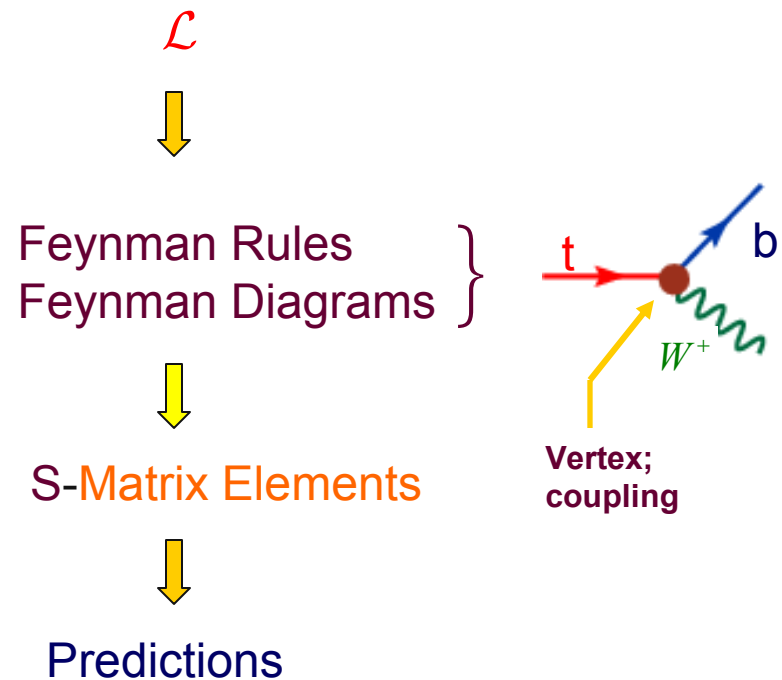 ℒ
Feynman Rules
Feynman Diagrams
t
b
W⁺
Vertex;
coupling
S-Matrix Elements
Predictions